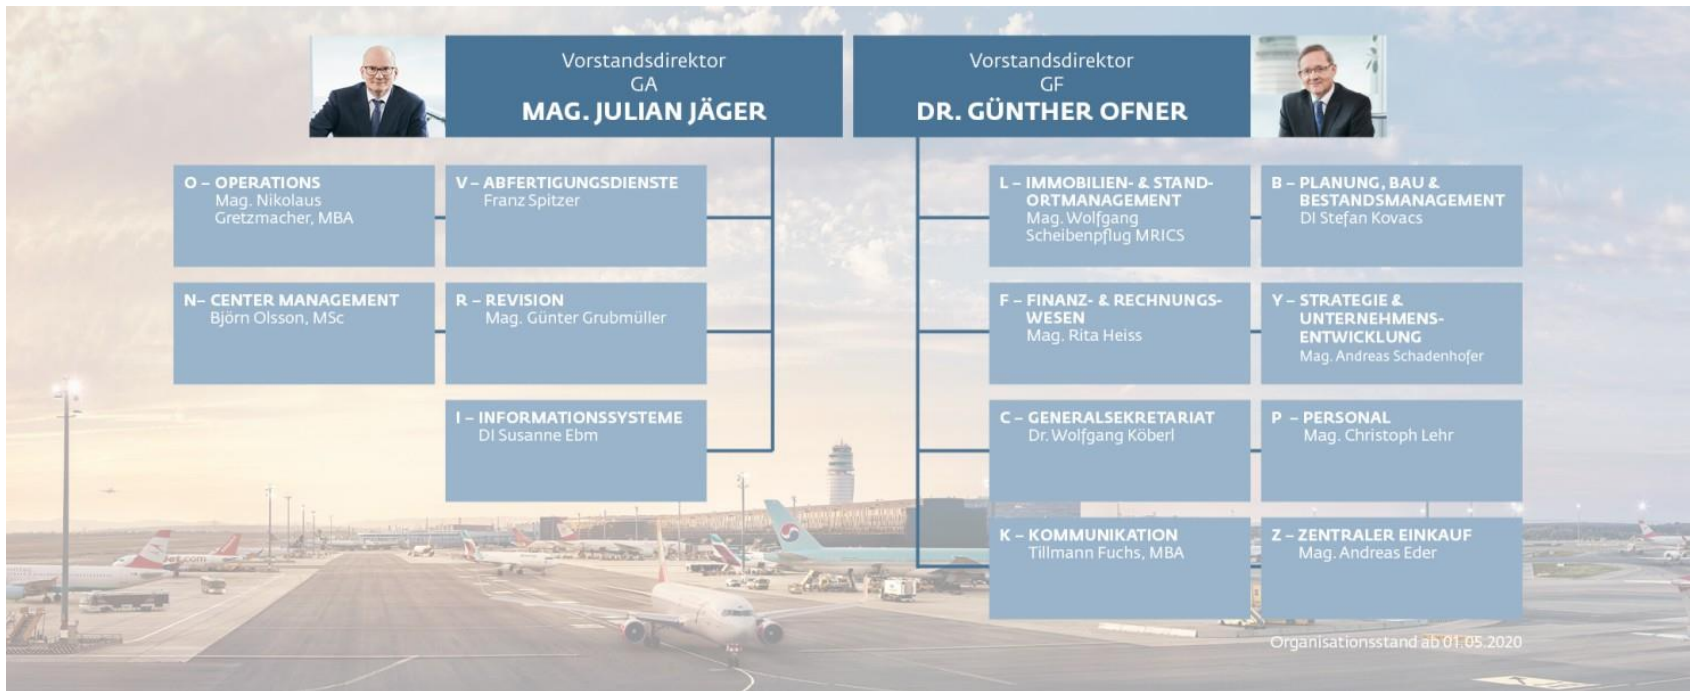 Vorstandsdirektor
GA
MAG. JULIAN JÄGER
Vorstandsdirektor
GF
DR. GÜNTHER OFNER
O – OPERATIONS
Mag. Nikolaus
Gretzmacher, MBA
V – ABFERTIGUNGSDIENSTE
Franz Spitzer
N– CENTER MANAGEMENT
Björn Olsson, MSc
R – REVISION
Mag. Günter Grubmüller
I – INFORMATIONSSYSTEME
DI Susanne Ebm
L – IMMOBILIEN- & STAND-
ORTMANAGEMENT
Mag. Wolfgang
Scheibenpflug MRICS
B – PLANUNG, BAU &
BESTANDSMANAGEMENT
DI Stefan Kovacs
F – FINANZ- & RECHNUNGS-
WESEN
Mag. Rita Heiss
Y – STRATEGIE &
UNTERNEHMENS-
ENTWICKLUNG
Mag. Andreas Schadenhofer
C – GENERALSEKRETARIAT
Dr. Wolfgang Köberl
P – PERSONAL
Mag. Christoph Lehr
K – KOMMUNIKATION
Tillmann Fuchs, MBA
Z – ZENTRALER EINKAUF
Mag. Andreas Eder
Organisationsstand ab 01.05.2020